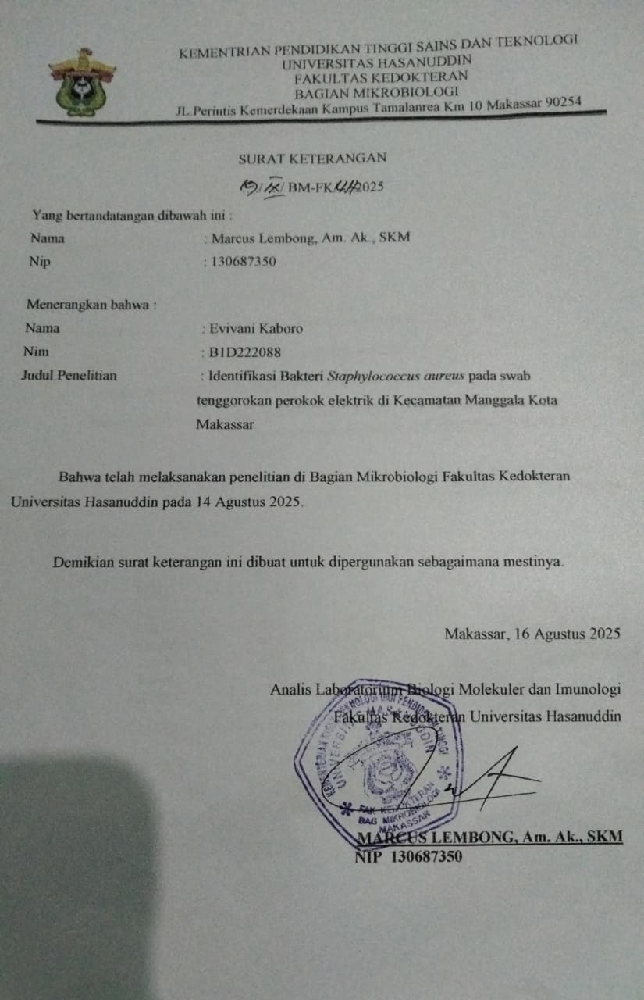 KEMENTRIAN PENDIDIKAN TINGGI SAINS DAN TEKNOLOGI
UNIVERSITAS HASANUDDIN
FAKULTAS KEDOKTERAN
BAGIAN MIKROBIOLOGI
JL.Perintis Kemerdekaan Kampus Tamalanrea Km 10 Makassar 90254
SURAT KETERANGAN
/IX/ BM-FK 2025
Yang bertandatangan dibawah ini :
Nama : Marcus Lembong, Am. Ak., SKM
Nip : 130687350
Menerangkan bahwa :
Nama : Evivani Kaboro
Nim : B1D222088
Judul Penelitian : Identifikasi Bakteri Staphylococcus aureus pada swab
tenggorokan perokok elektrik di Kecamatan Manggala Kota
Makassar
Bahwa telah melaksanakan penelitian di Bagian Mikrobiologi Fakultas Kedokteran
Universitas Hasanuddin pada 14 Agustus 2025.
Demikian surat keterangan ini dibuat untuk dipergunakan sebagaimana mestinya.
Makassar, 16 Agustus 2025
Analis Laboratorium Biologi Molekuler dan Imunologi
Fakultas Kedokteran Universitas Hasanuddin
UNIVERSITAS HASANUDDIN
FAK KEDOKTERAN
BAG MIKROBIOLOGI
MAKASSAR
MARCUS LEMBONG, Am. Ak., SKM
NIP 130687350